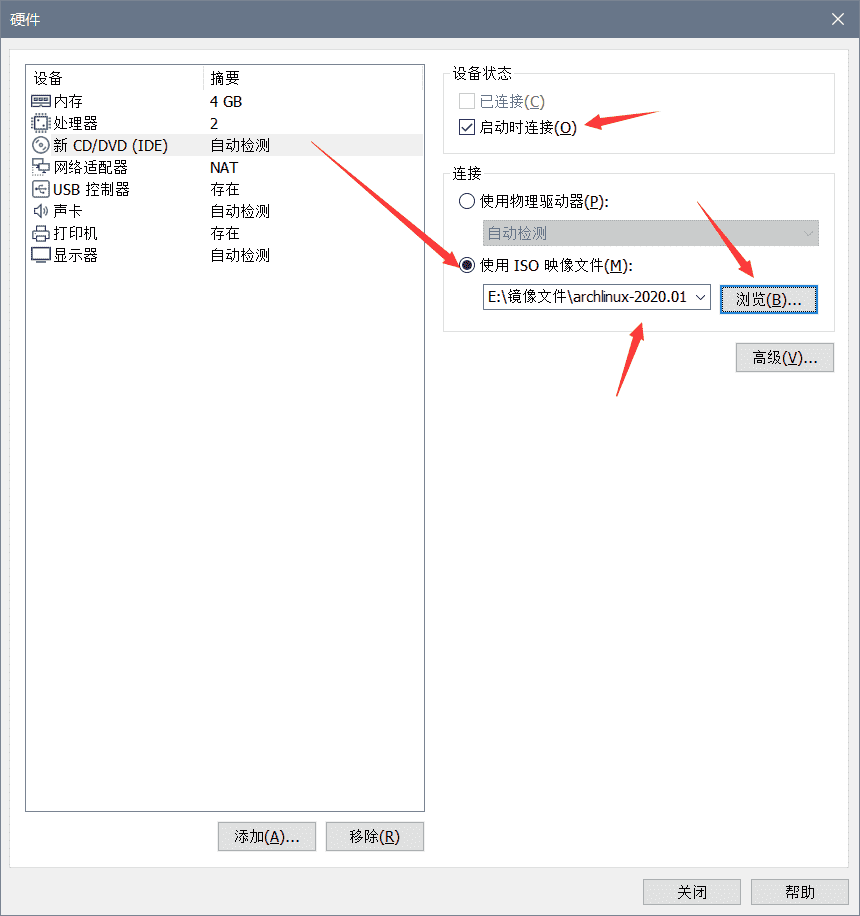 硬件
设备 摘要
内存 4 GB
处理器 2
新 CD/DVD (IDE) 自动检测
网络适配器 NAT
USB 控制器 存在
声卡 自动检测
打印机 存在
显示器 自动检测
添加(A)... 移除(R)
设备状态
已连接(C)
启动时连接(O)
连接
使用物理驱动器(P):
自动检测
使用 ISO 映像文件(M):
E:\镜像文件\archlinux-2020.01 浏览(B)...
高级(V)...
关闭 帮助